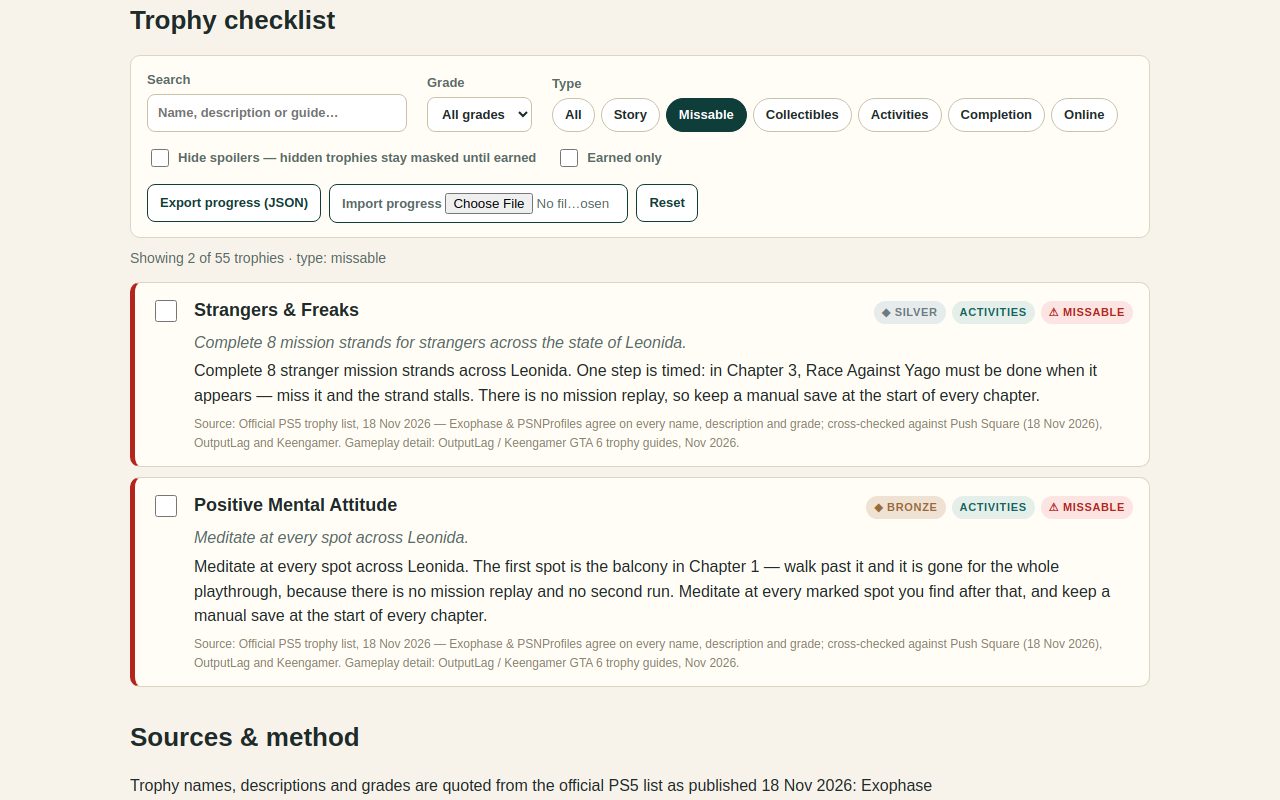 Trophy checklist
Search
Grade
Type
Name, description or guide…
All grades
All
Story
Missable
Collectibles
Activities
Completion
Online
Hide spoilers — hidden trophies stay masked until earned
Earned only
Export progress (JSON)
Import progress Choose File No fil…osen
Reset
Showing 2 of 55 trophies · type: missable
Strangers & Freaks
◆ SILVER
ACTIVITIES
⚠ MISSABLE
Complete 8 mission strands for strangers across the state of Leonida.
Complete 8 stranger mission strands across Leonida. One step is timed: in Chapter 3, Race Against Yago must be done when it
appears — miss it and the strand stalls. There is no mission replay, so keep a manual save at the start of every chapter.
Source: Official PS5 trophy list, 18 Nov 2026 — Exophase & PSNProfiles agree on every name, description and grade; cross-checked against Push Square (18 Nov 2026),
OutputLag and Keengamer. Gameplay detail: OutputLag / Keengamer GTA 6 trophy guides, Nov 2026.
Positive Mental Attitude
◆ BRONZE
ACTIVITIES
⚠ MISSABLE
Meditate at every spot across Leonida.
Meditate at every spot across Leonida. The first spot is the balcony in Chapter 1 — walk past it and it is gone for the whole
playthrough, because there is no mission replay and no second run. Meditate at every marked spot you find after that, and keep a
manual save at the start of every chapter.
Source: Official PS5 trophy list, 18 Nov 2026 — Exophase & PSNProfiles agree on every name, description and grade; cross-checked against Push Square (18 Nov 2026),
OutputLag and Keengamer. Gameplay detail: OutputLag / Keengamer GTA 6 trophy guides, Nov 2026.
Sources & method
Trophy names, descriptions and grades are quoted from the official PS5 list as published 18 Nov 2026: Exophase